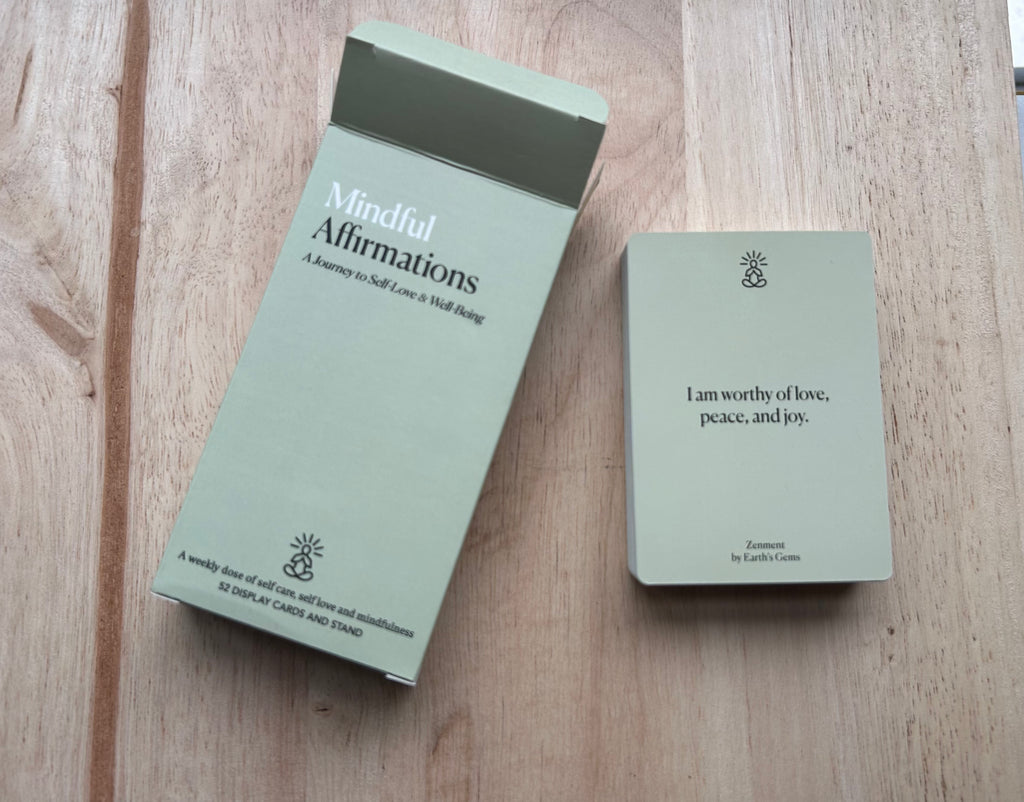 Mindful
Affirmations
A Journey to Self-Love & Well-Being
A weekly dose of self care, self love and mindfulness
52 DISPLAY CARDS AND STAND
I am worthy of love,
peace, and joy.
Zenment
by Earth's Gems